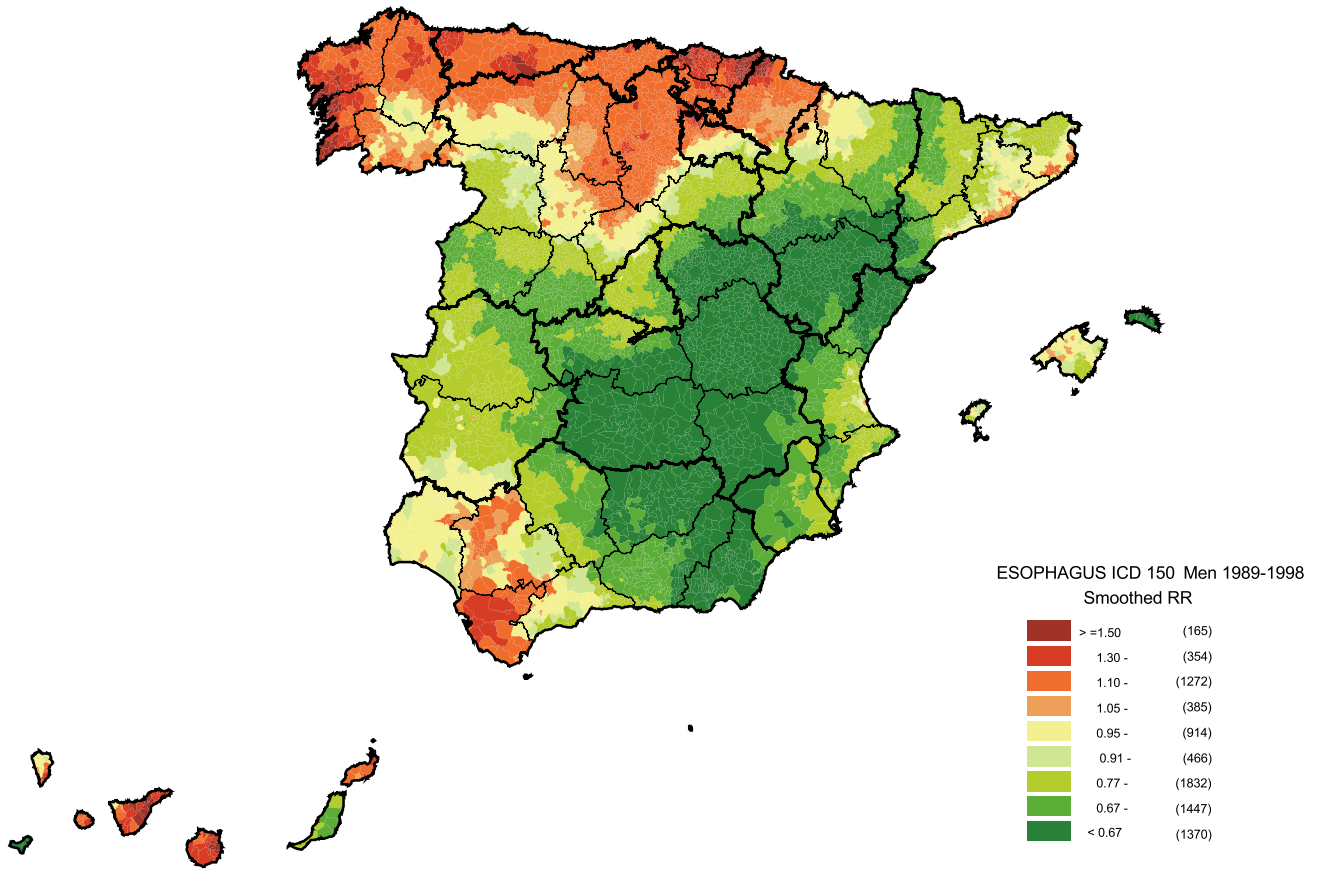 ESOPHAGUS ICD 150 Men 1989-1998
Smoothed RR
> =1.50 (165)
1.30 - (354)
1.10 - (1272)
1.05 - (385)
0.95 - (914)
0.91 - (466)
0.77 - (1832)
0.67 - (1447)
< 0.67 (1370)